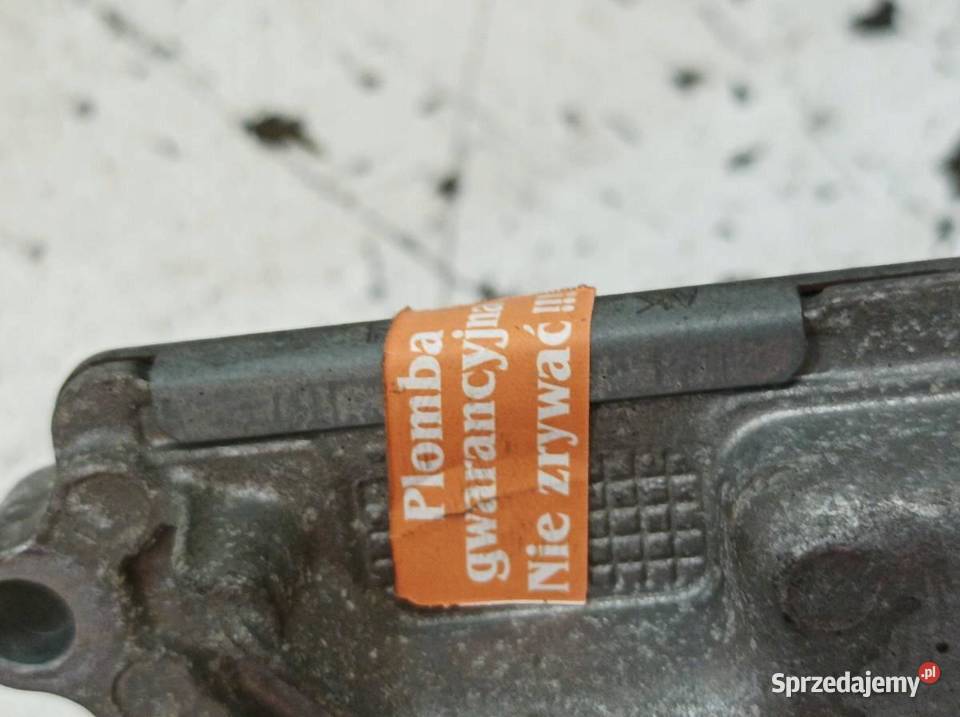 Plomba
gwarancyjna
Nie zrywać !!!
Sprzedajemy.pl